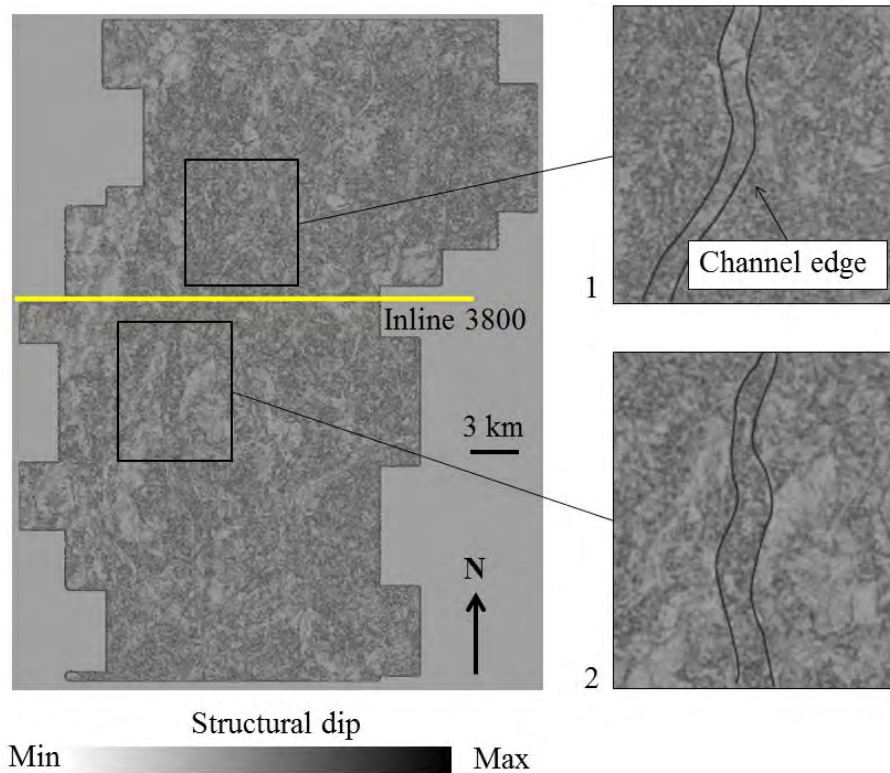 Channel edge
1
Inline 3800
3 km
N
2
Structural dip
Min Max